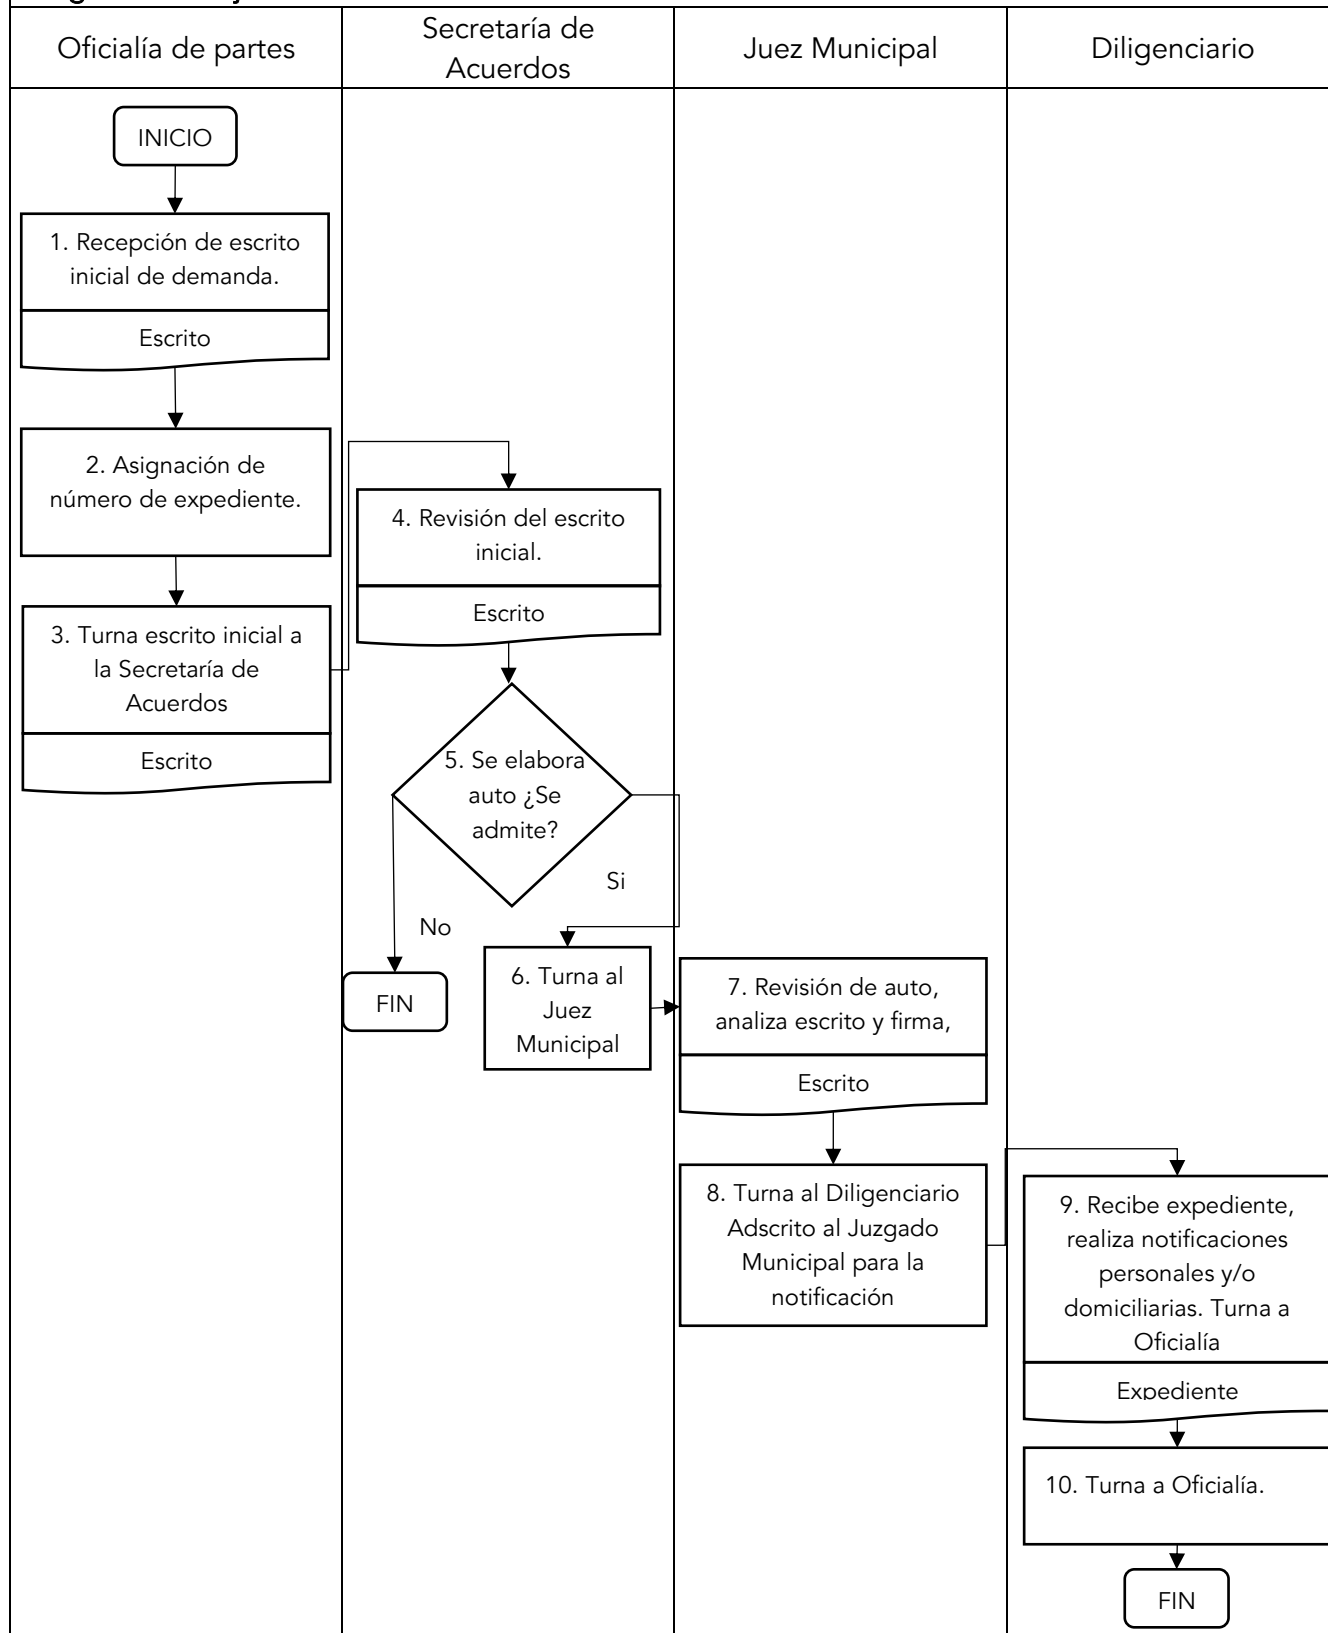 Oficialía de partes
Secretaría de
Acuerdos
Juez Municipal
Diligenciario
INICIO
1. Recepción de escrito
inicial de demanda.
Escrito
2. Asignación de
número de expediente.
3. Turna escrito inicial a
la Secretaría de
Acuerdos
Escrito
4. Revisión del escrito
inicial.
Escrito
5. Se elabora
auto ¿Se
admite?
Si
No
FIN
6. Turna al
Juez
Municipal
7. Revisión de auto,
analiza escrito y firma,
Escrito
8. Turna al Diligenciario
Adscrito al Juzgado
Municipal para la
notificación
9. Recibe expediente,
realiza notificaciones
personales y/o
domiciliarias. Turna a
Oficialía
Expediente
10. Turna a Oficialía.
FIN